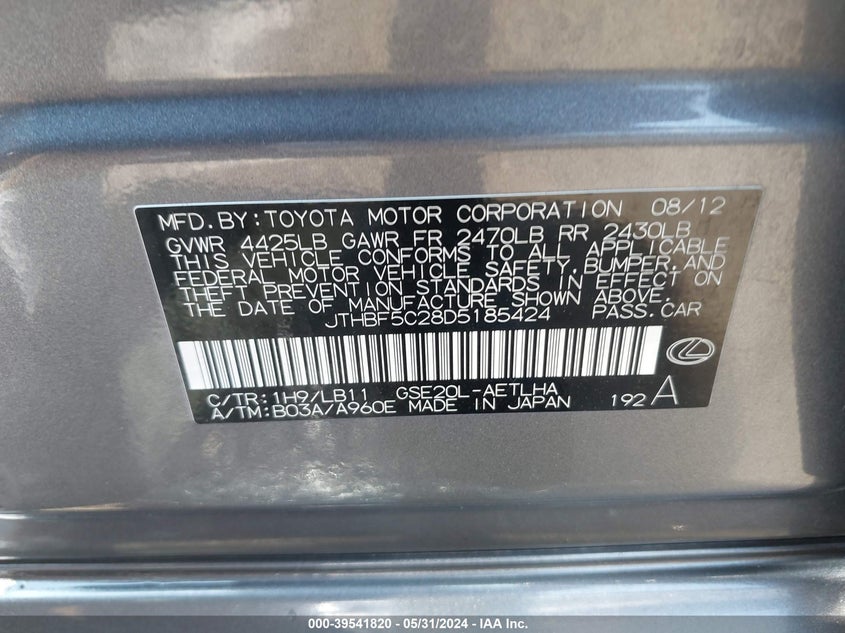 MFD.BY:TOYOTA MOTOR CORPORATION 08/12
GVWR 4425LB GAWR FR 2470LB RR 2430LB
THIS VEHICLE CONFORMS TO ALL APPLICABLE
FEDERAL MOTOR VEHICLE SAFETY,BUMPER,AND
THEFT PREVENTION STANDARDS IN EFFECT ON
THE DATE OF MANUFACTURE SHOWN ABOVE.
JTHBF5C28D5185424 PASS.CAR
C/TR:1H9/LB11 GSE20L-AETLHA
A/TM:B03A/A960E MADE IN JAPAN 192 A
000-39541820 - 05/31/2024 - IAA Inc.